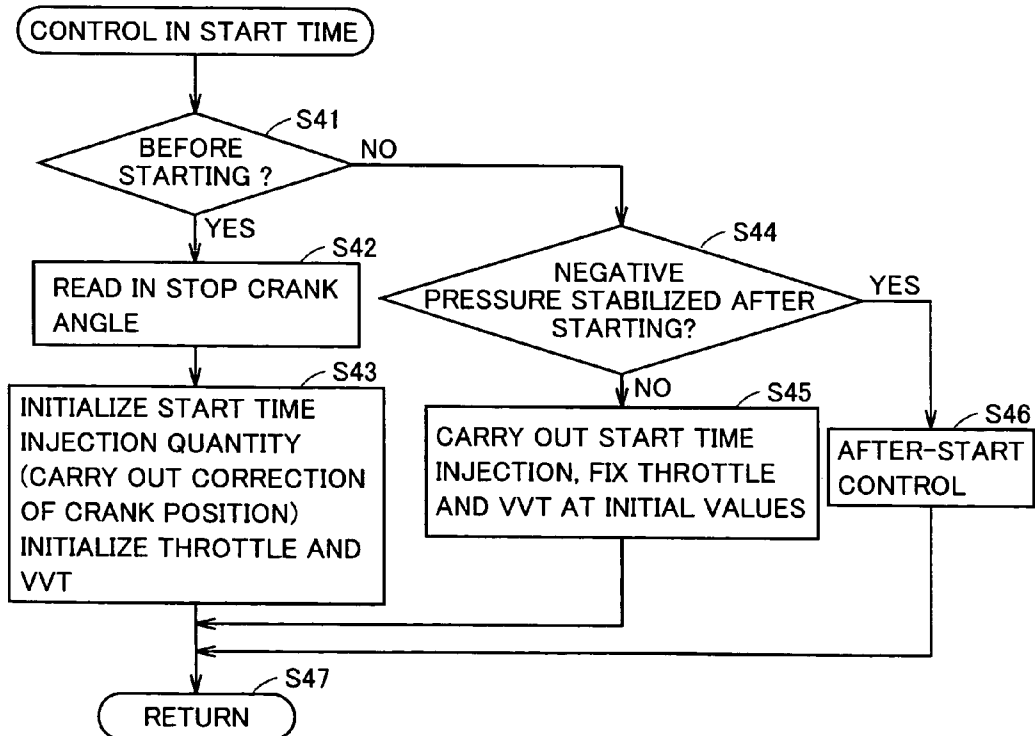 CONTROL IN START TIME
S41
BEFORE
STARTING ?
NO
YES
S42
READ IN STOP CRANK
ANGLE
S43
INITIALIZE START TIME
INJECTION QUANTITY
(CARRY OUT CORRECTION
OF CRANK POSITION)
INITIALIZE THROTTLE AND
VVT
S44
NEGATIVE
PRESSURE STABILIZED AFTER
STARTING?
YES
NO
S45
CARRY OUT START TIME
INJECTION, FIX THROTTLE
AND VVT AT INITIAL VALUES
S46
AFTER-START
CONTROL
S47
RETURN